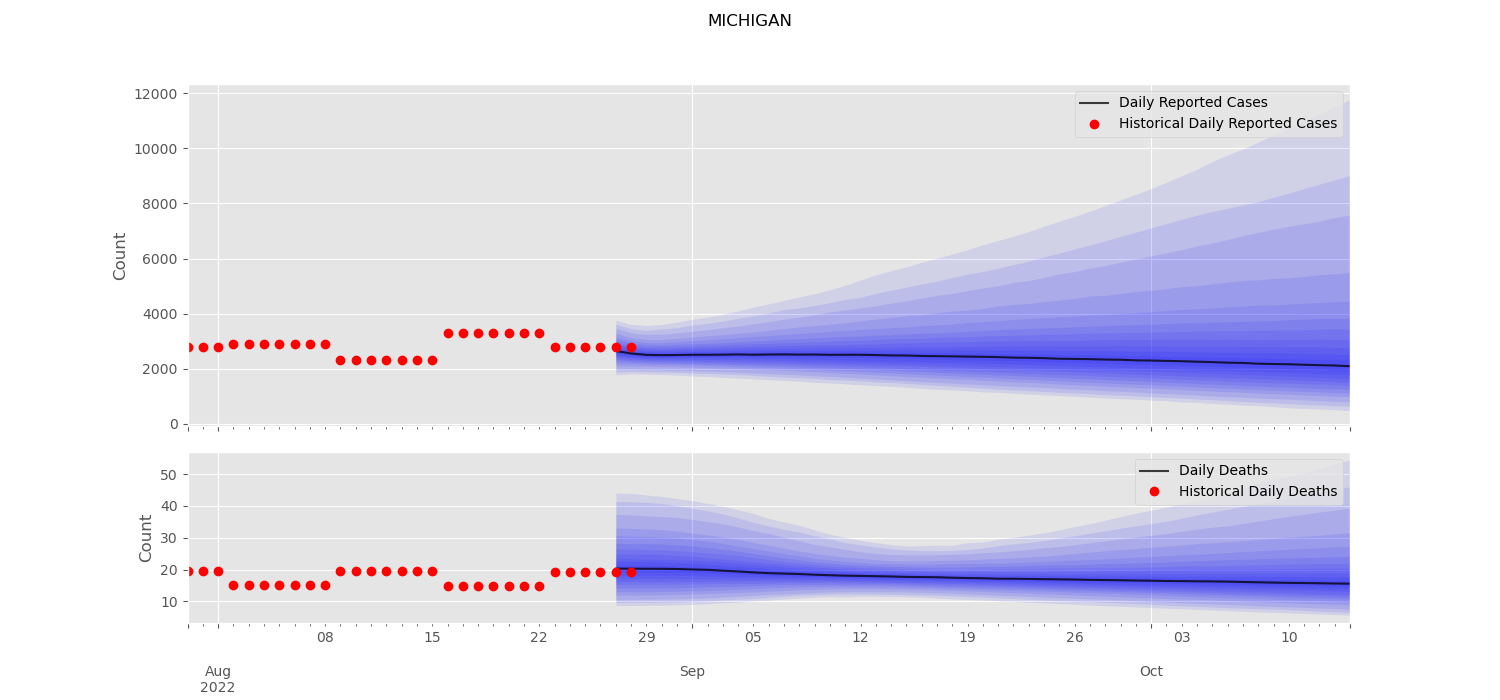 MICHIGAN
12000
10000
8000
6000
4000
2000
0
Count
Daily Reported Cases
Historical Daily Reported Cases
50
40
30
20
10
Count
Daily Deaths
Historical Daily Deaths
08 15 22 29 05 12 19 26 03 10
Aug Sep Oct
2022